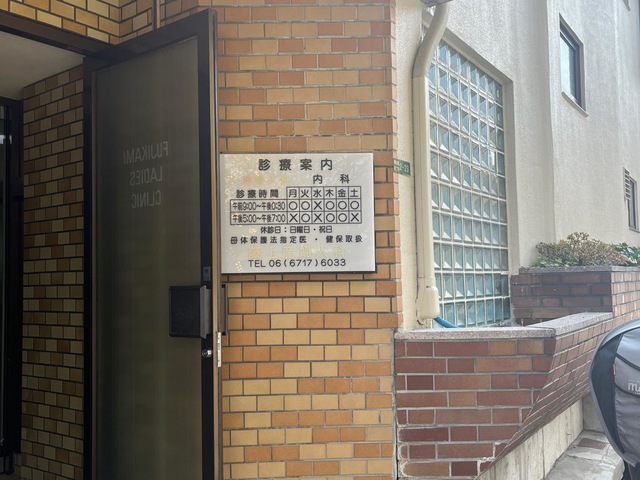 FUJIKAMI
LADIES
CLINIC
診療案内
内科
診療時間 月火水木金土
午前9:00〜午後0:30 〇〇X〇〇〇
午後5:00〜午後7:00 X〇X〇〇X
休診日：日曜日・祝日
母体保護法指定医・健保取扱
TEL 06(6717)6033